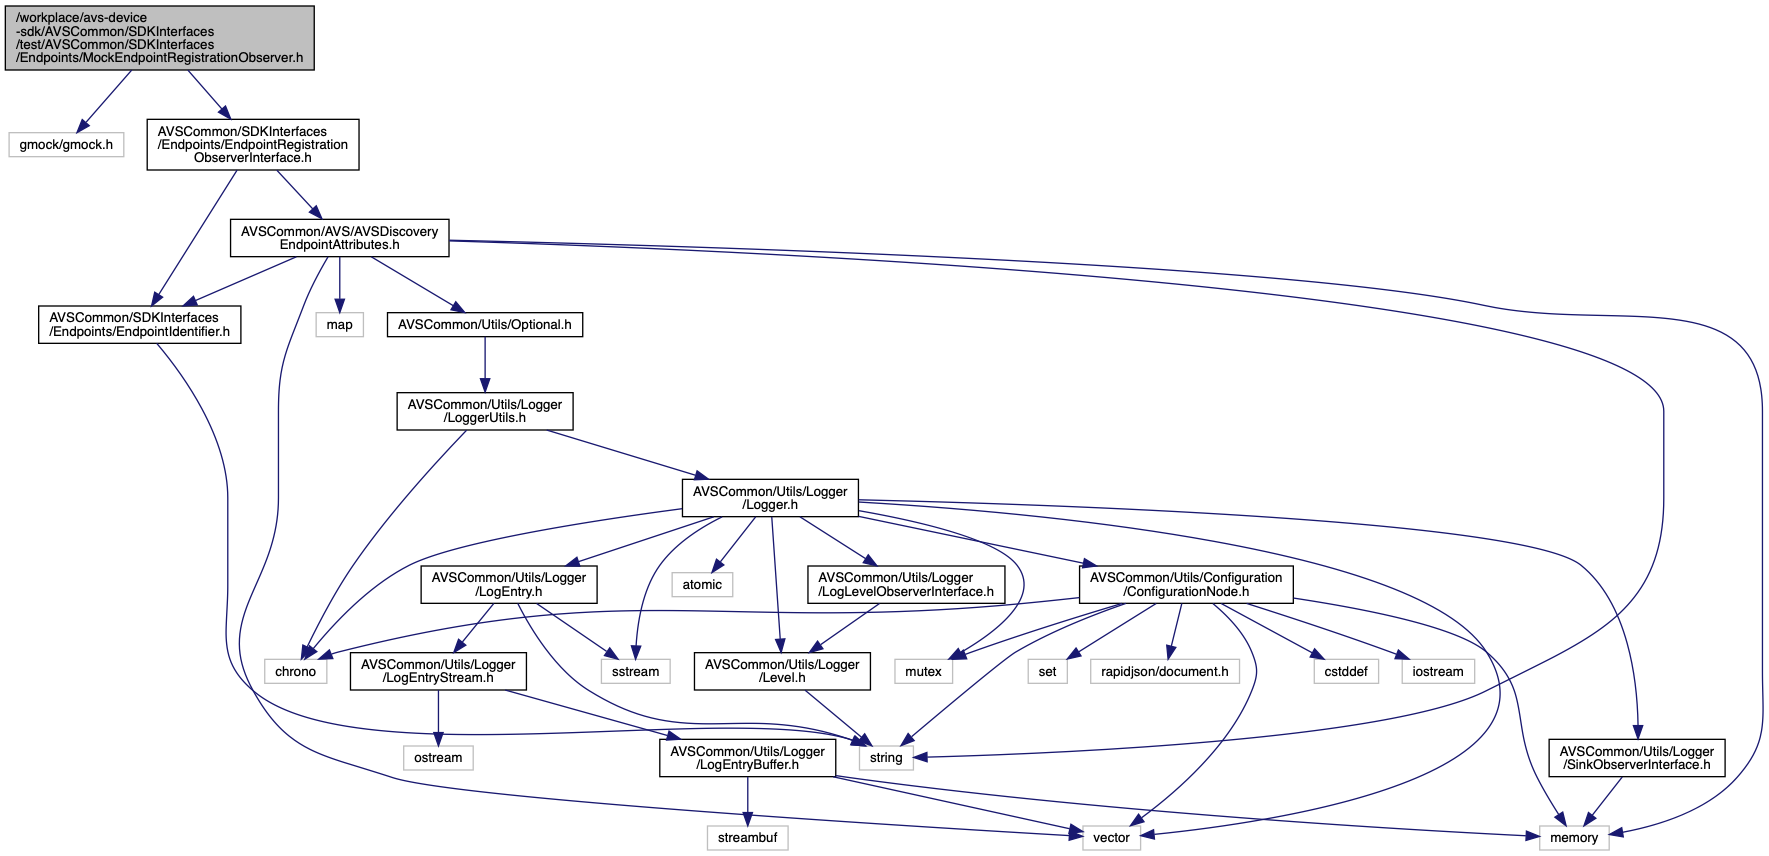 /workplace/avs-device
-sdk/AVSCommon/SDKInterfaces
/test/AVSCommon/SDKInterfaces
/Endpoints/MockEndpointRegistrationObserver.h
gmock/gmock.h
AVSCommon/SDKInterfaces
/Endpoints/EndpointRegistration
ObserverInterface.h
AVSCommon/AVS/AVSDiscovery
EndpointAttributes.h
AVSCommon/SDKInterfaces
/Endpoints/EndpointIdentifier.h
map
AVSCommon/Utils/Optional.h
AVSCommon/Utils/Logger
/LoggerUtils.h
AVSCommon/Utils/Logger
/Logger.h
AVSCommon/Utils/Logger
/LogEntry.h
atomic
AVSCommon/Utils/Logger
/LogLevelObserverInterface.h
AVSCommon/Utils/Configuration
/ConfigurationNode.h
chrono
AVSCommon/Utils/Logger
/LogEntryStream.h
sstream
AVSCommon/Utils/Logger
/Level.h
mutex
set
rapidjson/document.h
cstddef
iostream
ostream
AVSCommon/Utils/Logger
/LogEntryBuffer.h
string
AVSCommon/Utils/Logger
/SinkObserverInterface.h
streambuf
vector
memory